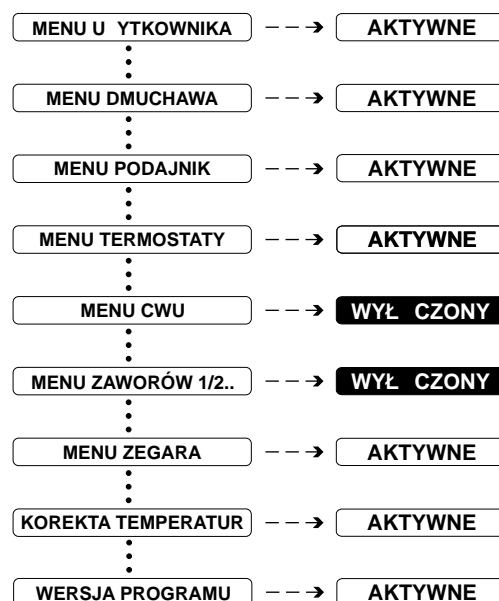 MENU U YTKOWNIKA AKTYWNE
MENU DMUCHAWA AKTYWNE
MENU PODAJNIK AKTYWNE
MENU TERMOSTATY AKTYWNE
MENU CWU WYŁ CZONY
MENU ZAWORÓW 1/2.. WYŁ CZONY
MENU ZEGARA AKTYWNE
KOREKTA TEMPERATUR AKTYWNE
WERSJA PROGRAMU AKTYWNE